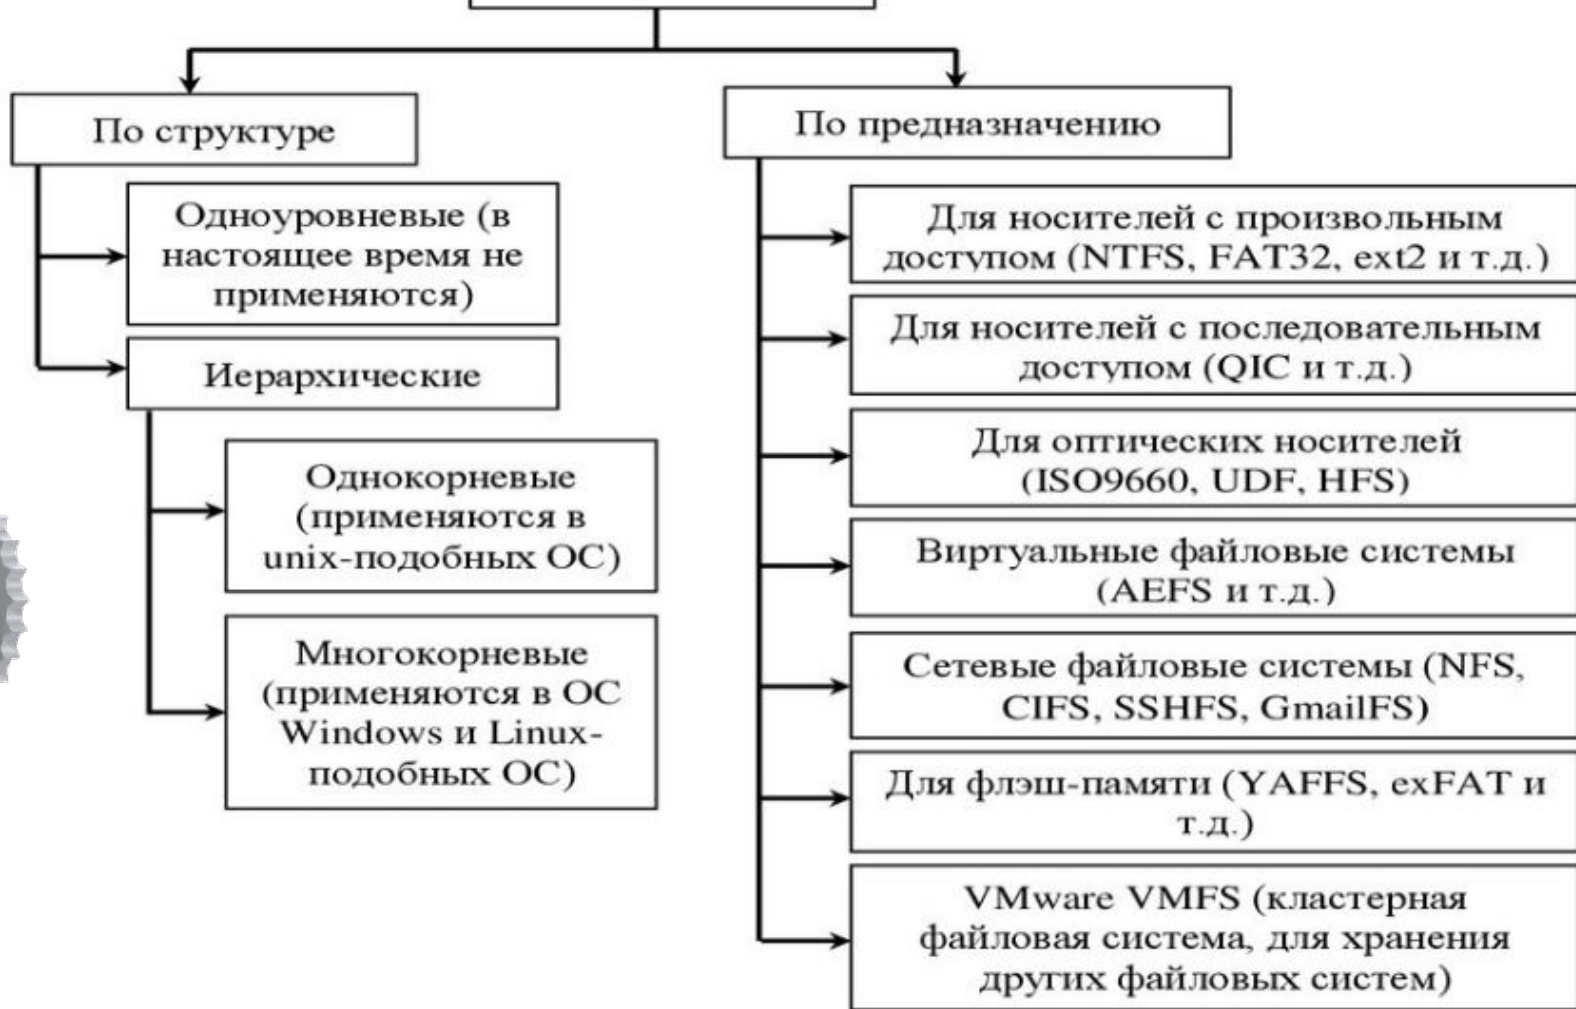 По структуре
Одноуровневые (в
настоящее время не
применяются)
Иерархические
Однокорневые
(применяются в
unix-подобных ОС)
Многокорневые
(применяются в ОС
Windows и Linux-
подобных ОС)
По предназначению
Для носителей с произвольным
доступом (NTFS, FAT32, ext2 и т.д.)
Для носителей с последовательным
доступом (QIC и т.д.)
Для оптических носителей
(ISO9660, UDF, HFS)
Виртуальные файловые системы
(AEFS и т.д.)
Сетевые файловые системы (NFS,
CIFS, SSHFS, GmailFS)
Для флэш-памяти (YAFFS, exFAT и
т.д.)
VMware VMFS (кластерная
файловая система, для хранения
других файловых систем)